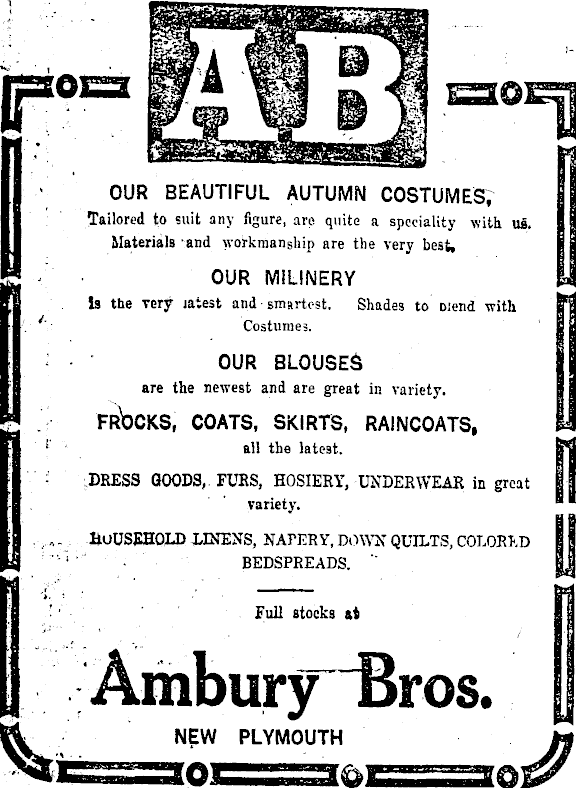 AB
OUR BEAUTIFUL AUTUMN COSTUMES,
Tailored to suit any figure, are quite a speciality with us.
Materials and workmanship are the very best.
OUR MILINERY
is the very latest and smartest. Shades to blend with
Costumes.
OUR BLOUSES
are the newest and are great in variety.
FROCKS, COATS, SKIRTS, RAINCOATS,
all the latest.
DRESS GOODS, FURS, HOSIERY, UNDERWEAR in great
variety.
HOUSEHOLD LINENS, NAPERY, DOWN QUILTS, COLORED
BEDSPREADS.
Full stocks at
Ambury Bros.
NEW PLYMOUTH